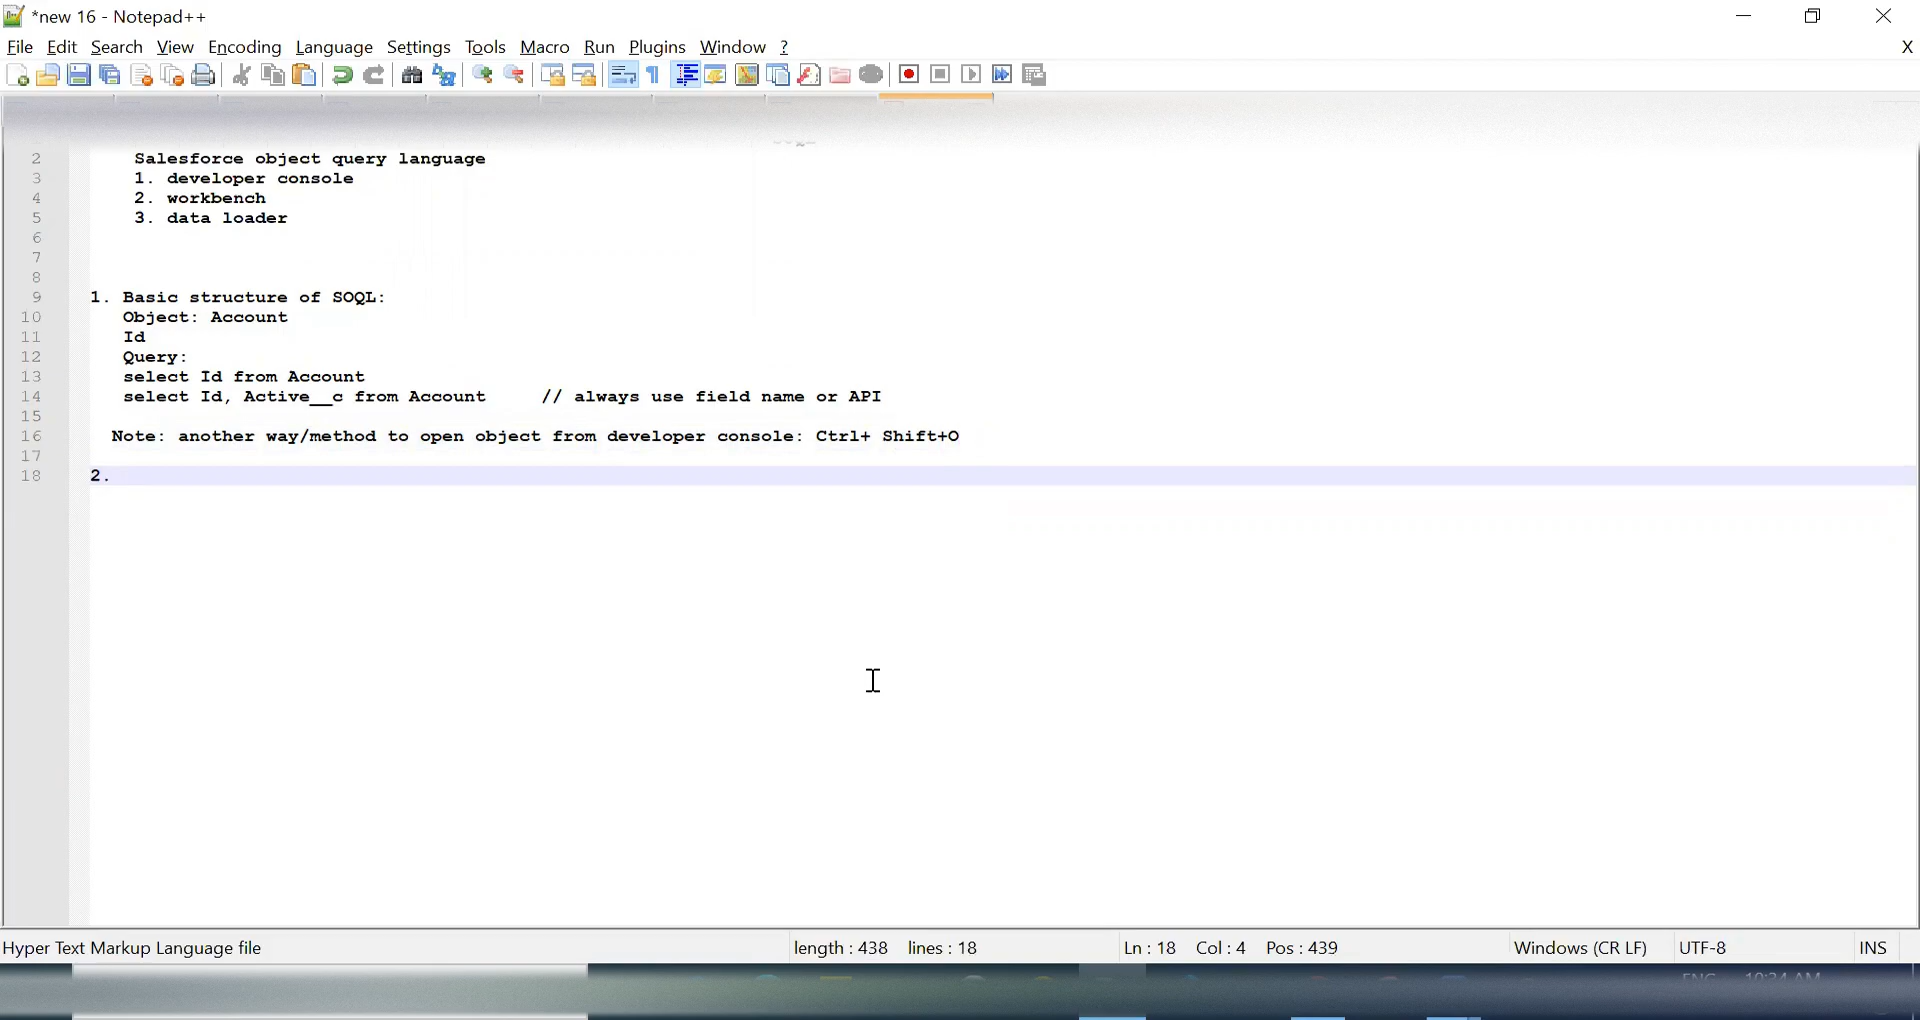 *new 16 - Notepad++
File Edit Search View Encoding Language Settings Tools Macro Run Plugins Window ? X
2 Salesforce object query language
3 1. developer console
4 2. workbench
5 3. data loader
6
7
8
9 1. Basic structure of SOQL:
10 Object: Account
11 Id
12 Query:
13 select Id from Account
14 select Id, Active__c from Account // always use field name or API
15
16 Note: another way/method to open object from developer console: Ctrl+ Shift+O
17
18 2.
Hyper Text Markup Language file length : 438 lines : 18 Ln : 18 Col : 4 Pos : 439 Windows (CR LF) UTF-8 INS